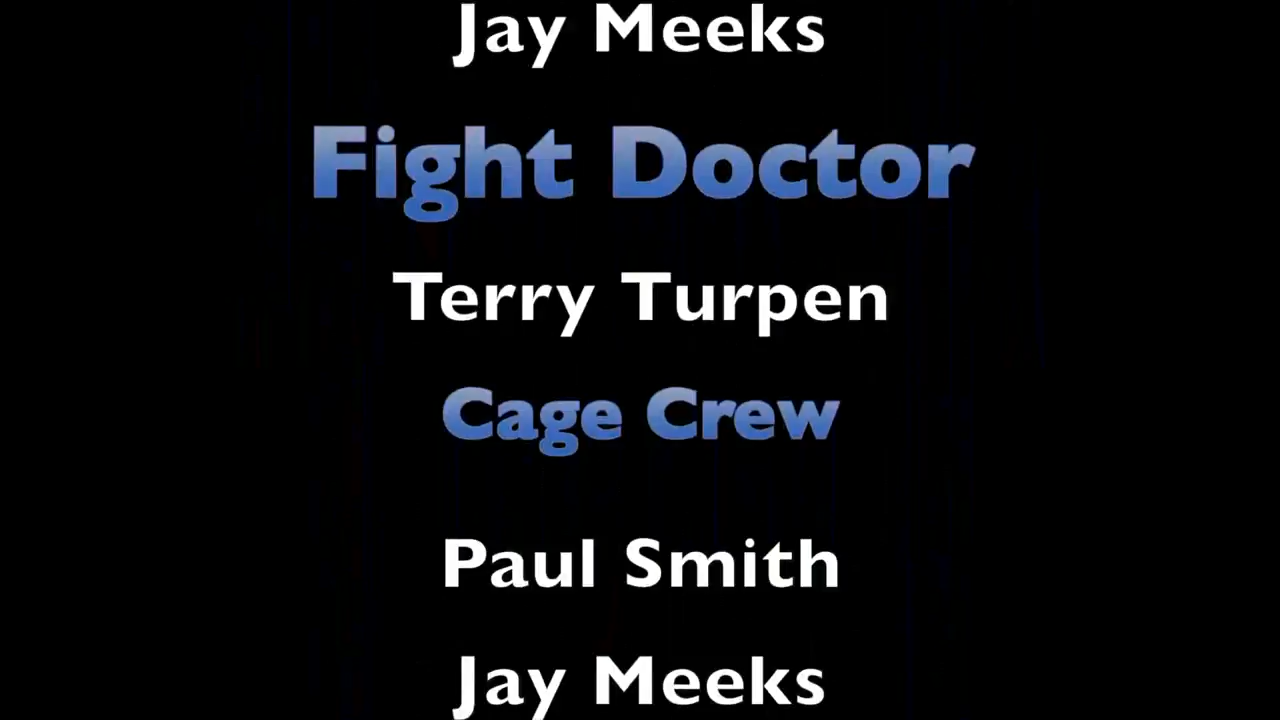 Jay Meeks
Fight Doctor
Terry Turpen
Cage Crew
Paul Smith
Jay Meeks